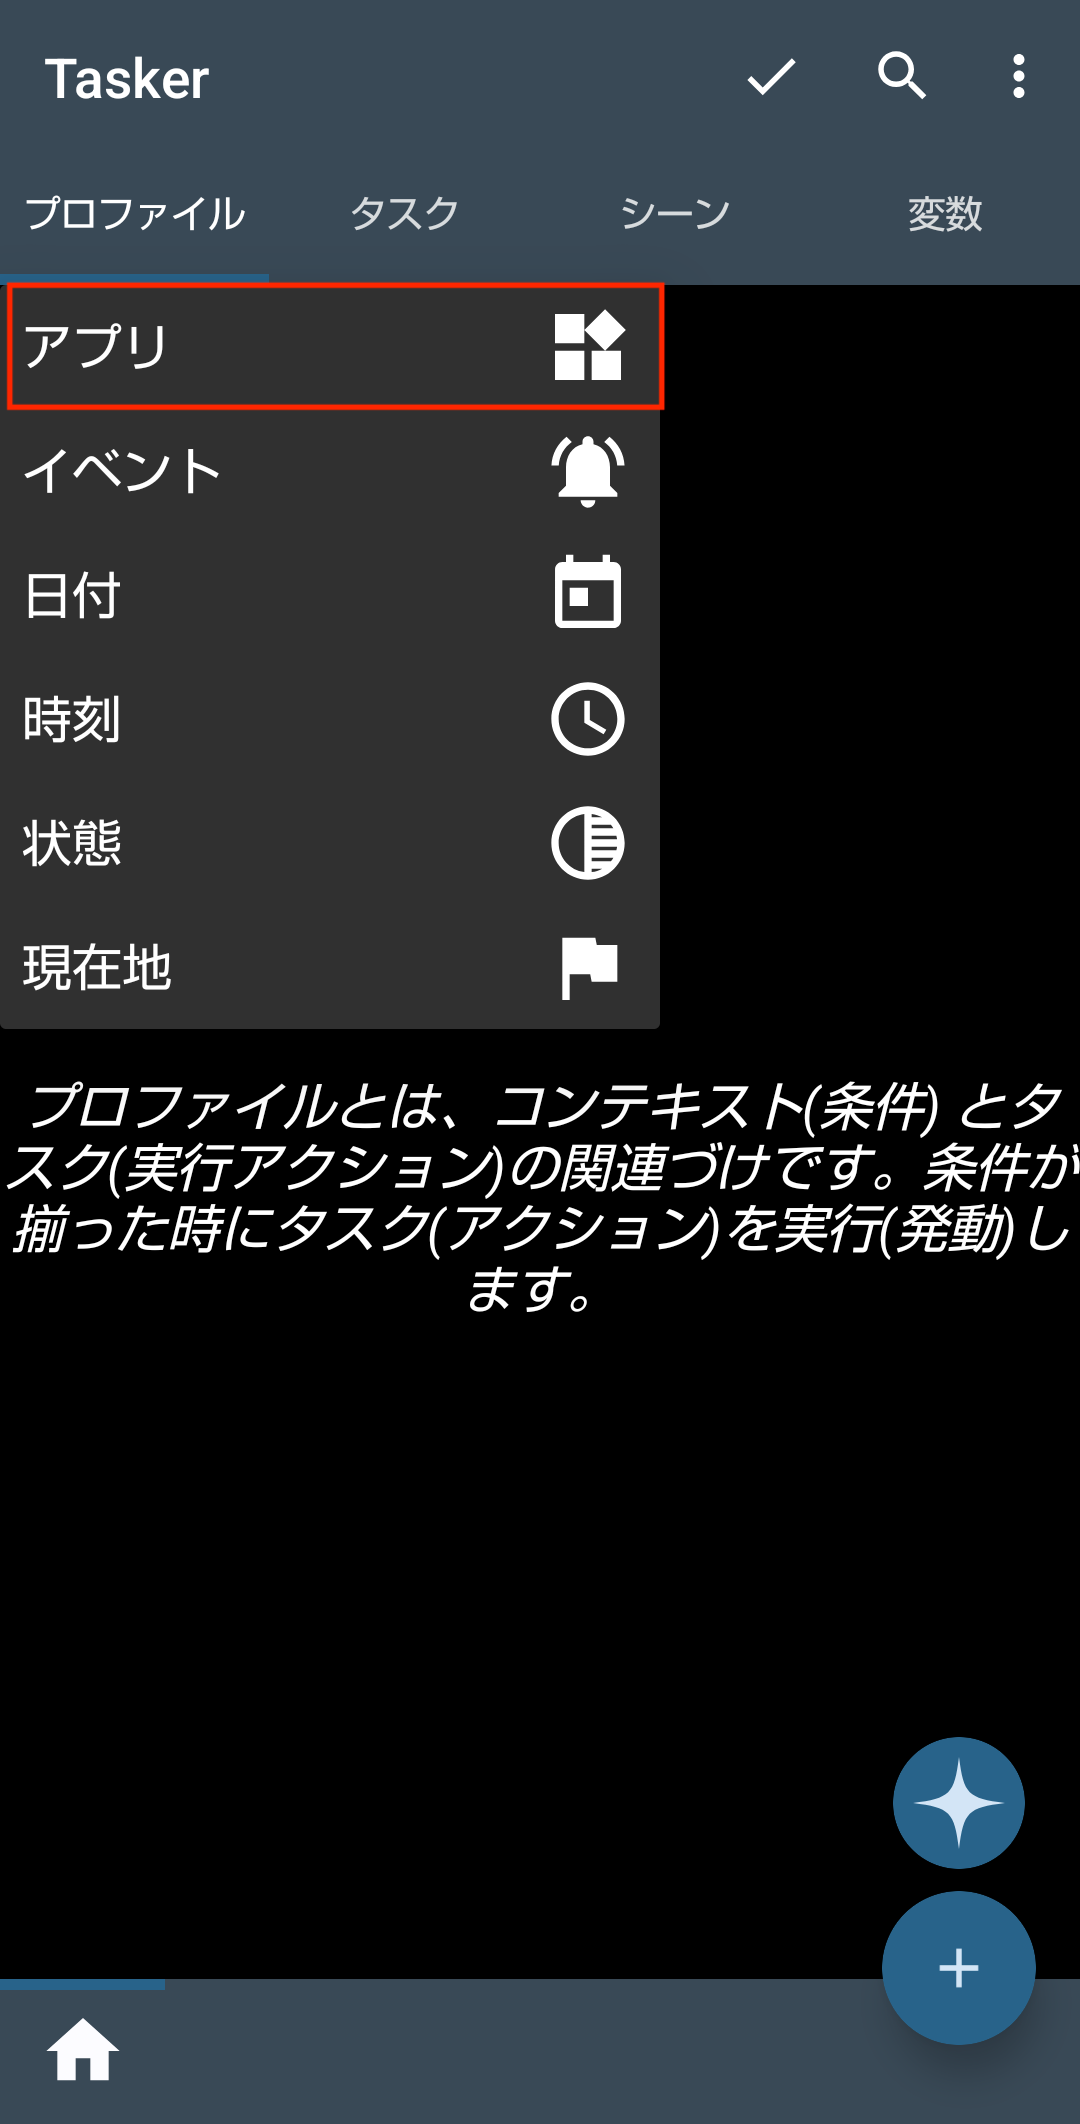 Tasker
プロファイル タスク シーン 変数
アプリ
イベント
日付
時刻
状態
現在地
プロファイルとは、コンテキスト(条件) とタ
スク(実行アクション)の関連づけです。条件が
揃った時にタスク(アクション)を実行(発動)し
ます。